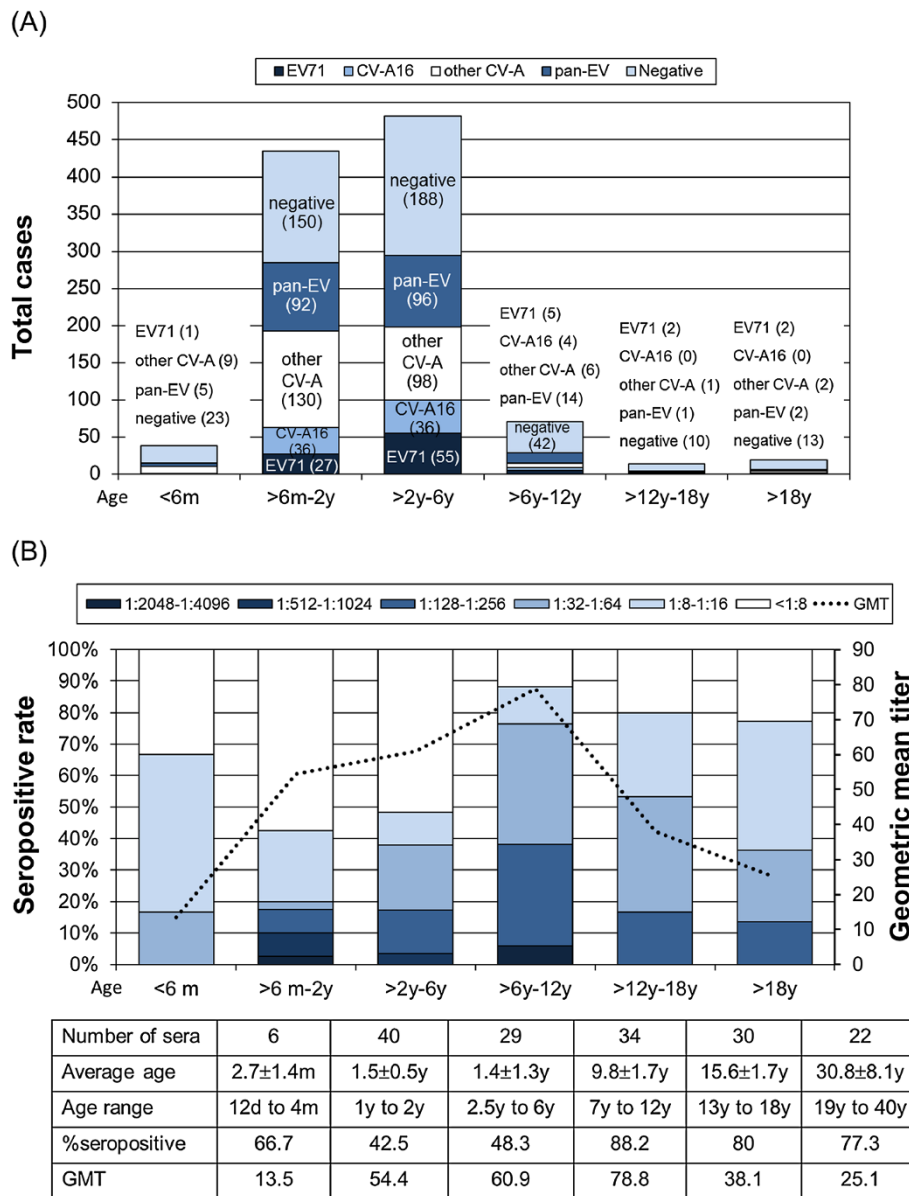 (A)
EV71 CV-A16 other CV-A pan-EV Negative
Total cases
500
450
400
350
300
250
200
150
100
50
0
EV71 (1)
other CV-A (9)
pan-EV (5)
negative (23)
negative
(150)
pan-EV
(92)
other
CV-A
(130)
CV-A16
(36)
EV71 (27)
negative
(188)
pan-EV
(96)
other
CV-A
(98)
CV-A16
(36)
EV71 (55)
EV71 (5)
CV-A16 (4)
other CV-A (6)
pan-EV (14)
negative
(42)
EV71 (2)
CV-A16 (0)
other CV-A (1)
pan-EV (1)
negative (10)
EV71 (2)
CV-A16 (0)
other CV-A (2)
pan-EV (2)
negative (13)
Age <6m >6m-2y >2y-6y >6y-12y >12y-18y >18y
(B)
1:2048-1:4096 1:512-1:1024 1:128-1:256 1:32-1:64 1:8-1:16 <1:8 GMT
Seropositive rate
100%
90%
80%
70%
60%
50%
40%
30%
20%
10%
0%
90
80
70
60
50
40
30
20
10
0
Geometric mean titer
Age <6 m >6 m-2y >2y-6y >6y-12y >12y-18y >18y
Number of sera 6 40 29 34 30 22
Average age 2.7±1.4m 1.5±0.5y 1.4±1.3y 9.8±1.7y 15.6±1.7y 30.8±8.1y
Age range 12d to 4m 1y to 2y 2.5y to 6y 7y to 12y 13y to 18y 19y to 40y
%seropositive 66.7 42.5 48.3 88.2 80 77.3
GMT 13.5 54.4 60.9 78.8 38.1 25.1